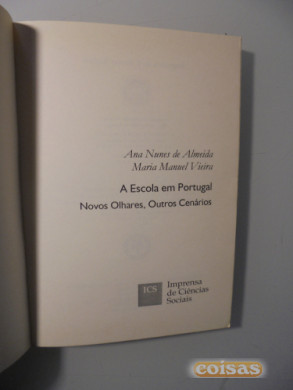 Ana Nunes de Almeida
Maria Manuel Vieira
A Escola em Portugal
Novos Olhares, Outros Cenários
ICS
Imprensa
de Ciências
Sociais
coisas